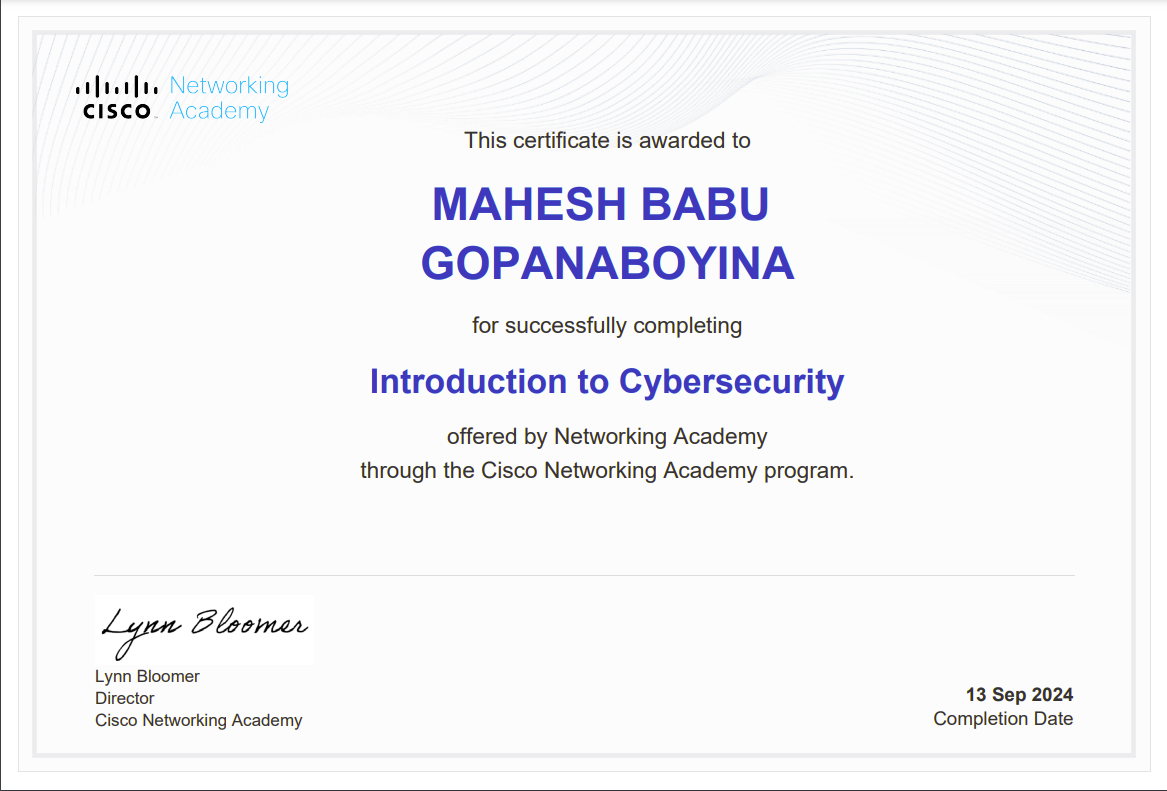 CISCO Networking
Academy
This certificate is awarded to
MAHESH BABU
GOPANABOYINA
for successfully completing
Introduction to Cybersecurity
offered by Networking Academy
through the Cisco Networking Academy program.
Lynn Bloomer
Lynn Bloomer
Director
Cisco Networking Academy
13 Sep 2024
Completion Date